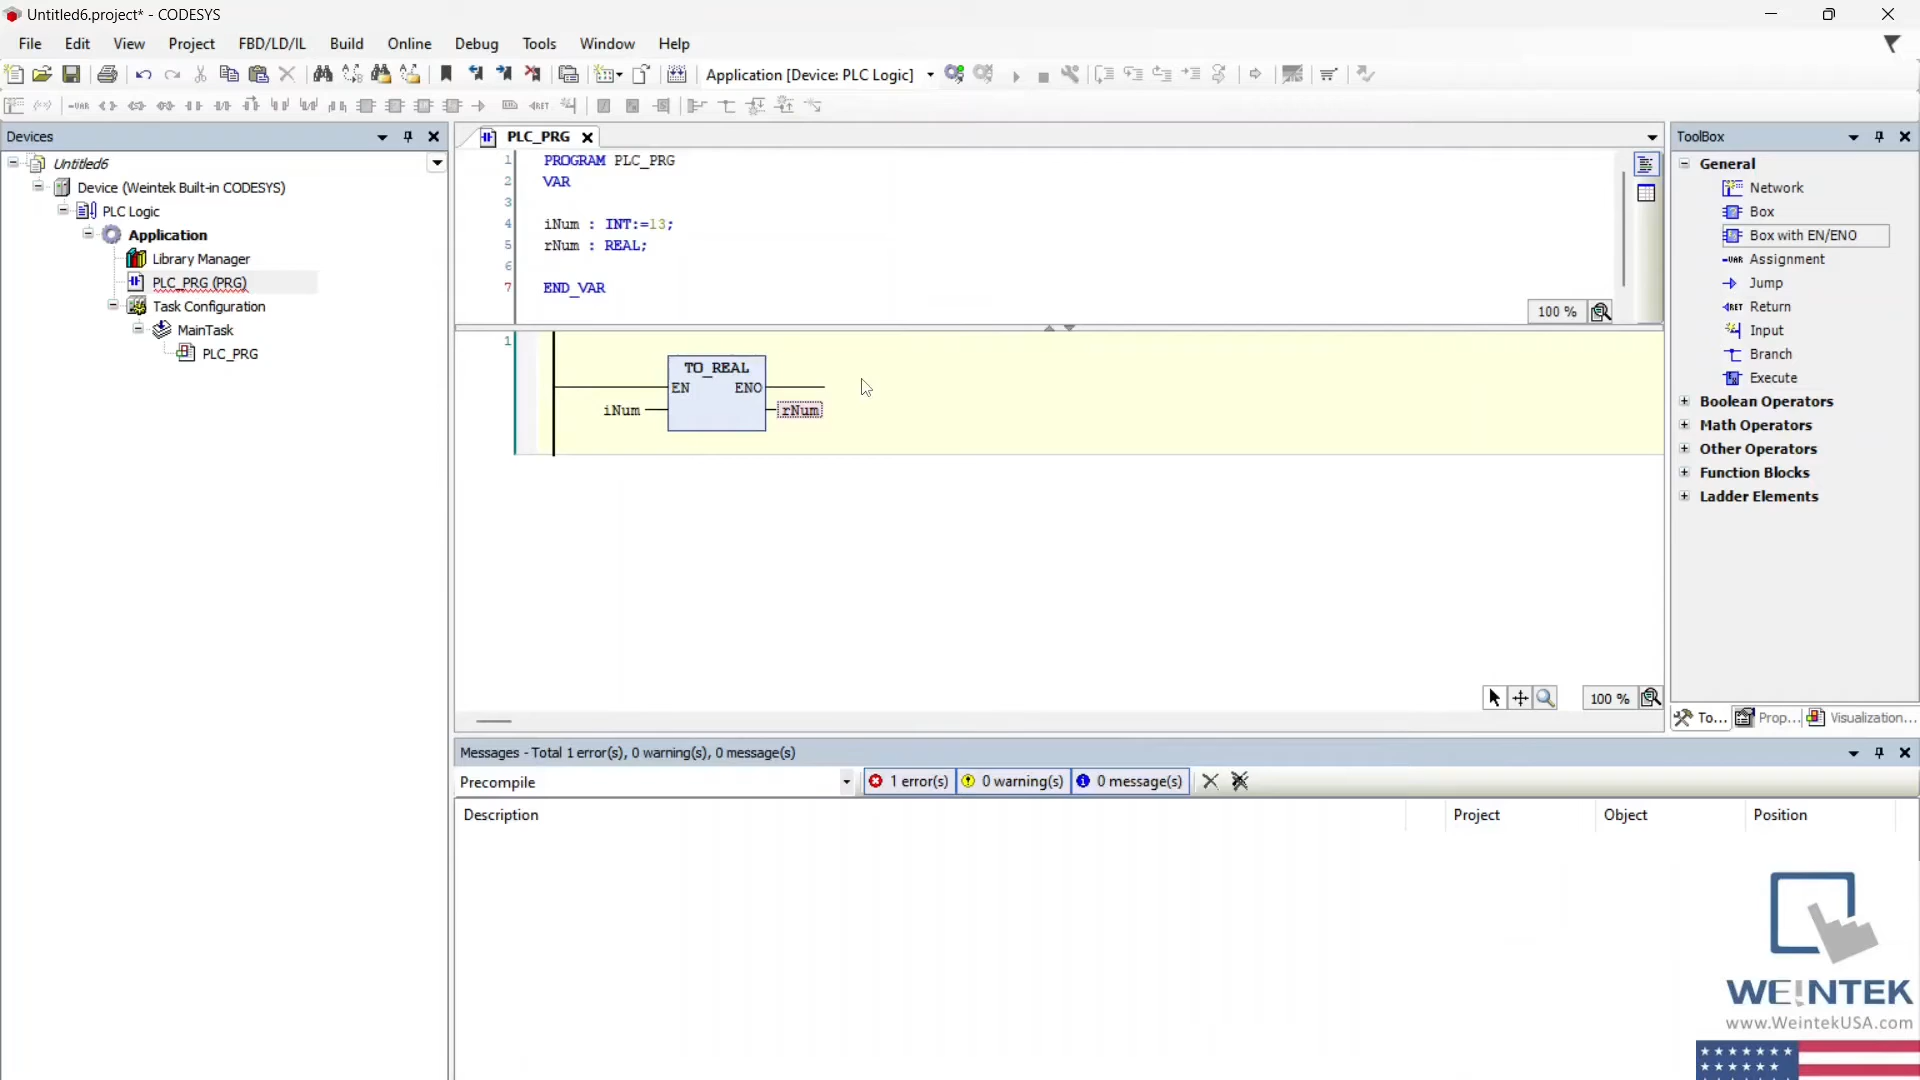 Untitled6.project* - CODESYS
File Edit View Project FBD/LD/IL Build Online Debug Tools Window Help
Application [Device: PLC Logic]
Devices
Untitled6
Device (Weintek Built-in CODESYS)
PLC Logic
Application
Library Manager
PLC_PRG (PRG)
Task Configuration
MainTask
PLC_PRG
PLC_PRG
1 PROGRAM PLC_PRG
2 VAR
3
4 iNum : INT:=13;
5 rNum : REAL;
6
7 END_VAR
100 %
1
TO_REAL
EN ENO
iNum rNum
100 %
ToolBox
General
Network
Box
Box with EN/ENO
Assignment
Jump
Return
Input
Branch
Execute
Boolean Operators
Math Operators
Other Operators
Function Blocks
Ladder Elements
To... Prop... Visualization...
Messages - Total 1 error(s), 0 warning(s), 0 message(s)
Precompile 1 error(s) 0 warning(s) 0 message(s)
Description Project Object Position
WEINTEK
www.WeintekUSA.com